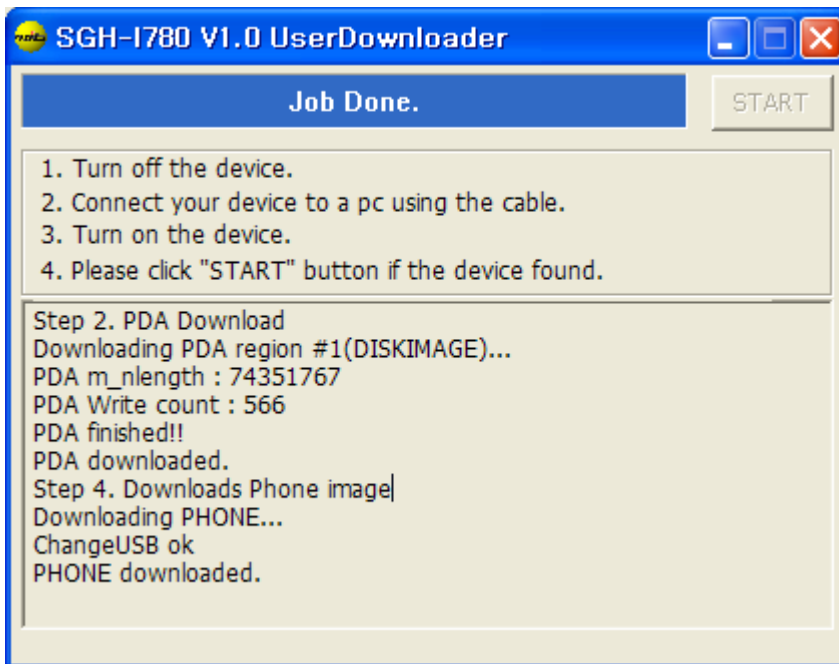 SGH-I780 V1.0 UserDownloader
Job Done.
START
1. Turn off the device.
2. Connect your device to a pc using the cable.
3. Turn on the device.
4. Please click "START" button if the device found.
Step 2. PDA Download
Downloading PDA region #1(DISKIMAGE)...
PDA m_nlength : 74351767
PDA Write count : 566
PDA finished!!
PDA downloaded.
Step 4. Downloads Phone image
Downloading PHONE...
ChangeUSB ok
PHONE downloaded.